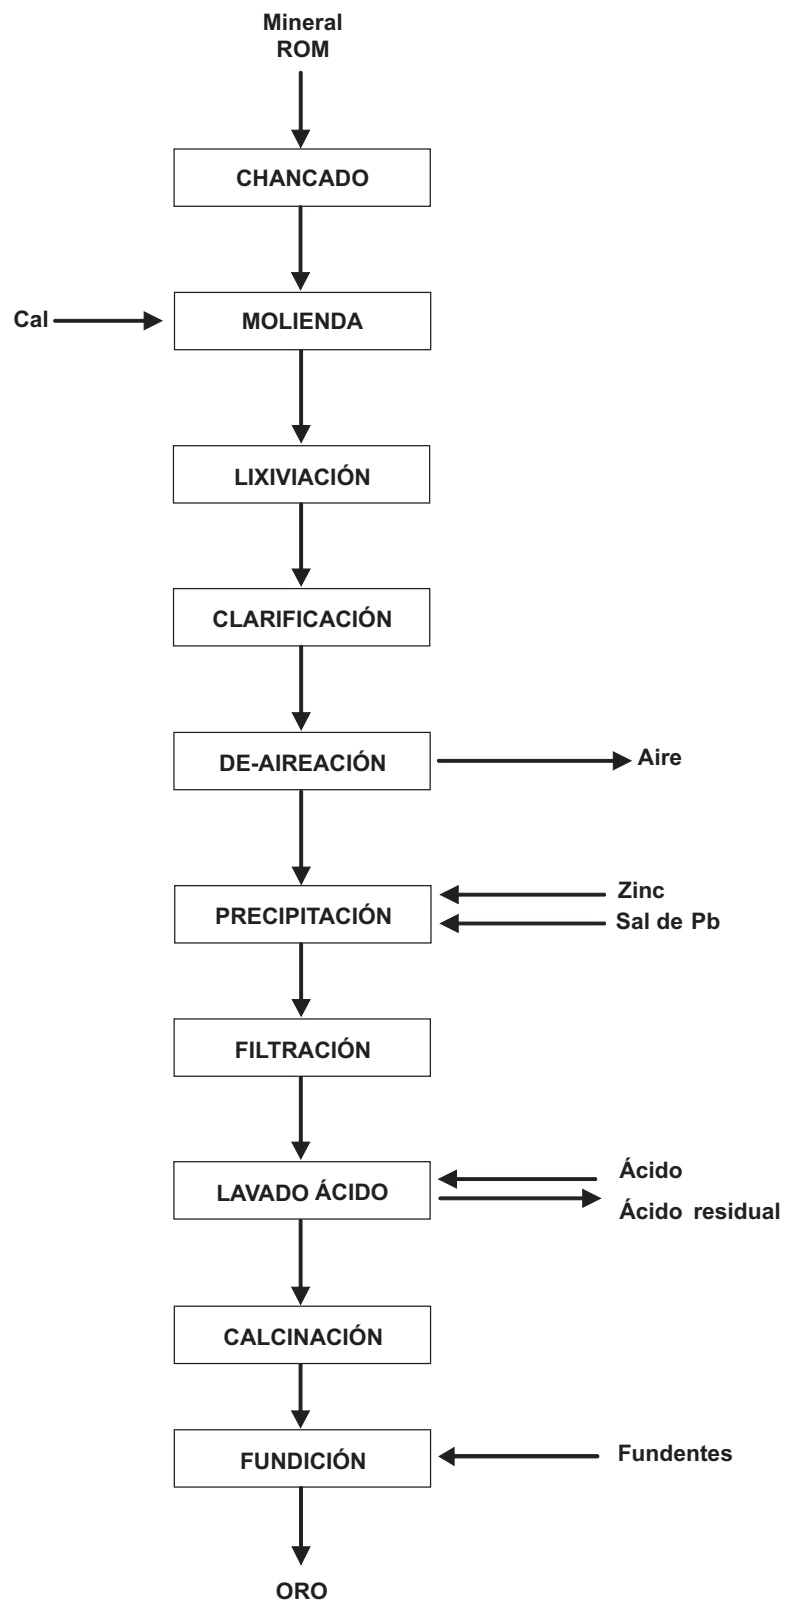 Mineral
ROM
CHANCADO
Cal
MOLIENDA
LIXIVIACIÓN
CLARIFICACIÓN
DE-AIREACIÓN
Aire
PRECIPITACIÓN
Zinc
Sal de Pb
FILTRACIÓN
LAVADO ÁCIDO
Ácido
Ácido residual
CALCINACIÓN
FUNDICIÓN
Fundentes
ORO